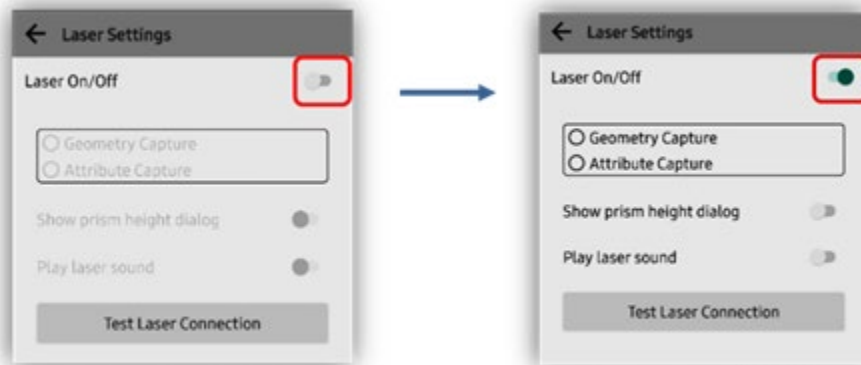 Laser Settings
Laser On/Off
Geometry Capture
Attribute Capture
Show prism height dialog
Play laser sound
Test Laser Connection
Laser Settings
Laser On/Off
Geometry Capture
Attribute Capture
Show prism height dialog
Play laser sound
Test Laser Connection